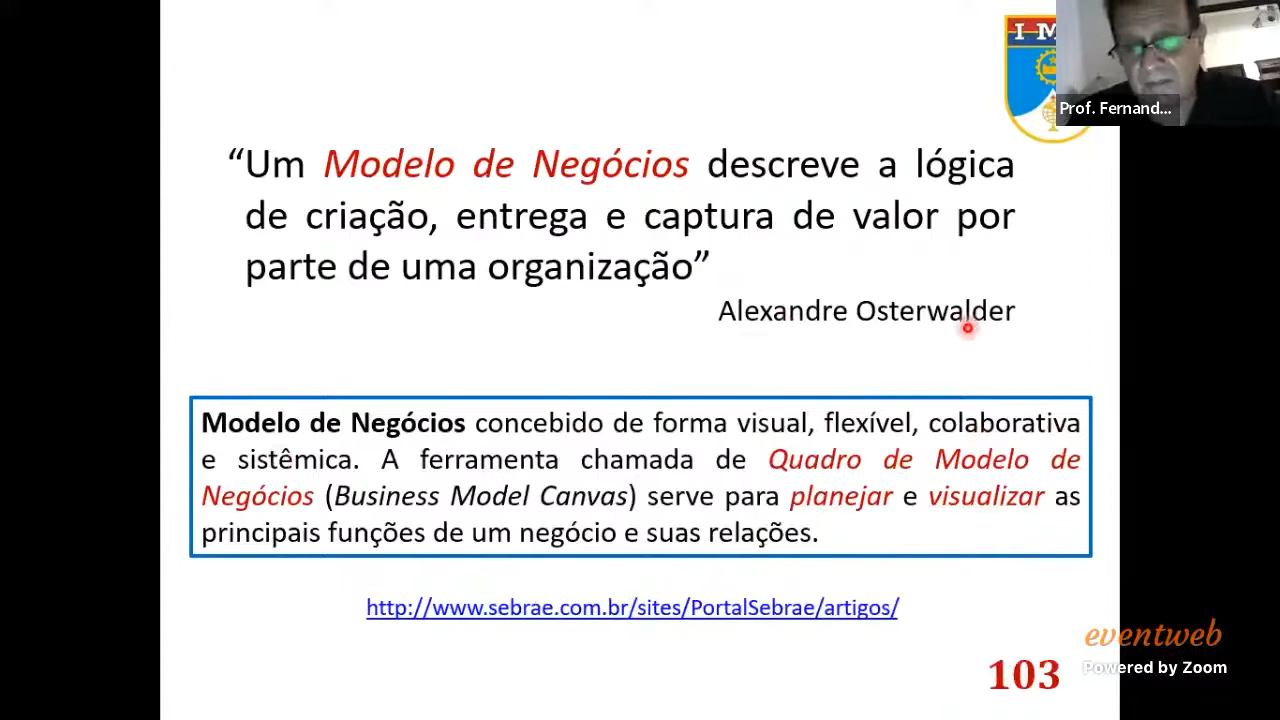 I M
Prof. Fernand...
“Um Modelo de Negócios descreve a lógica
de criação, entrega e captura de valor por
parte de uma organização”
Alexandre Osterwalder
Modelo de Negócios concebido de forma visual, flexível, colaborativa
e sistêmica. A ferramenta chamada de Quadro de Modelo de
Negócios (Business Model Canvas) serve para planejar e visualizar as
principais funções de um negócio e suas relações.
http://www.sebrae.com.br/sites/PortalSebrae/artigos/
eventweb
Powered by Zoom
103